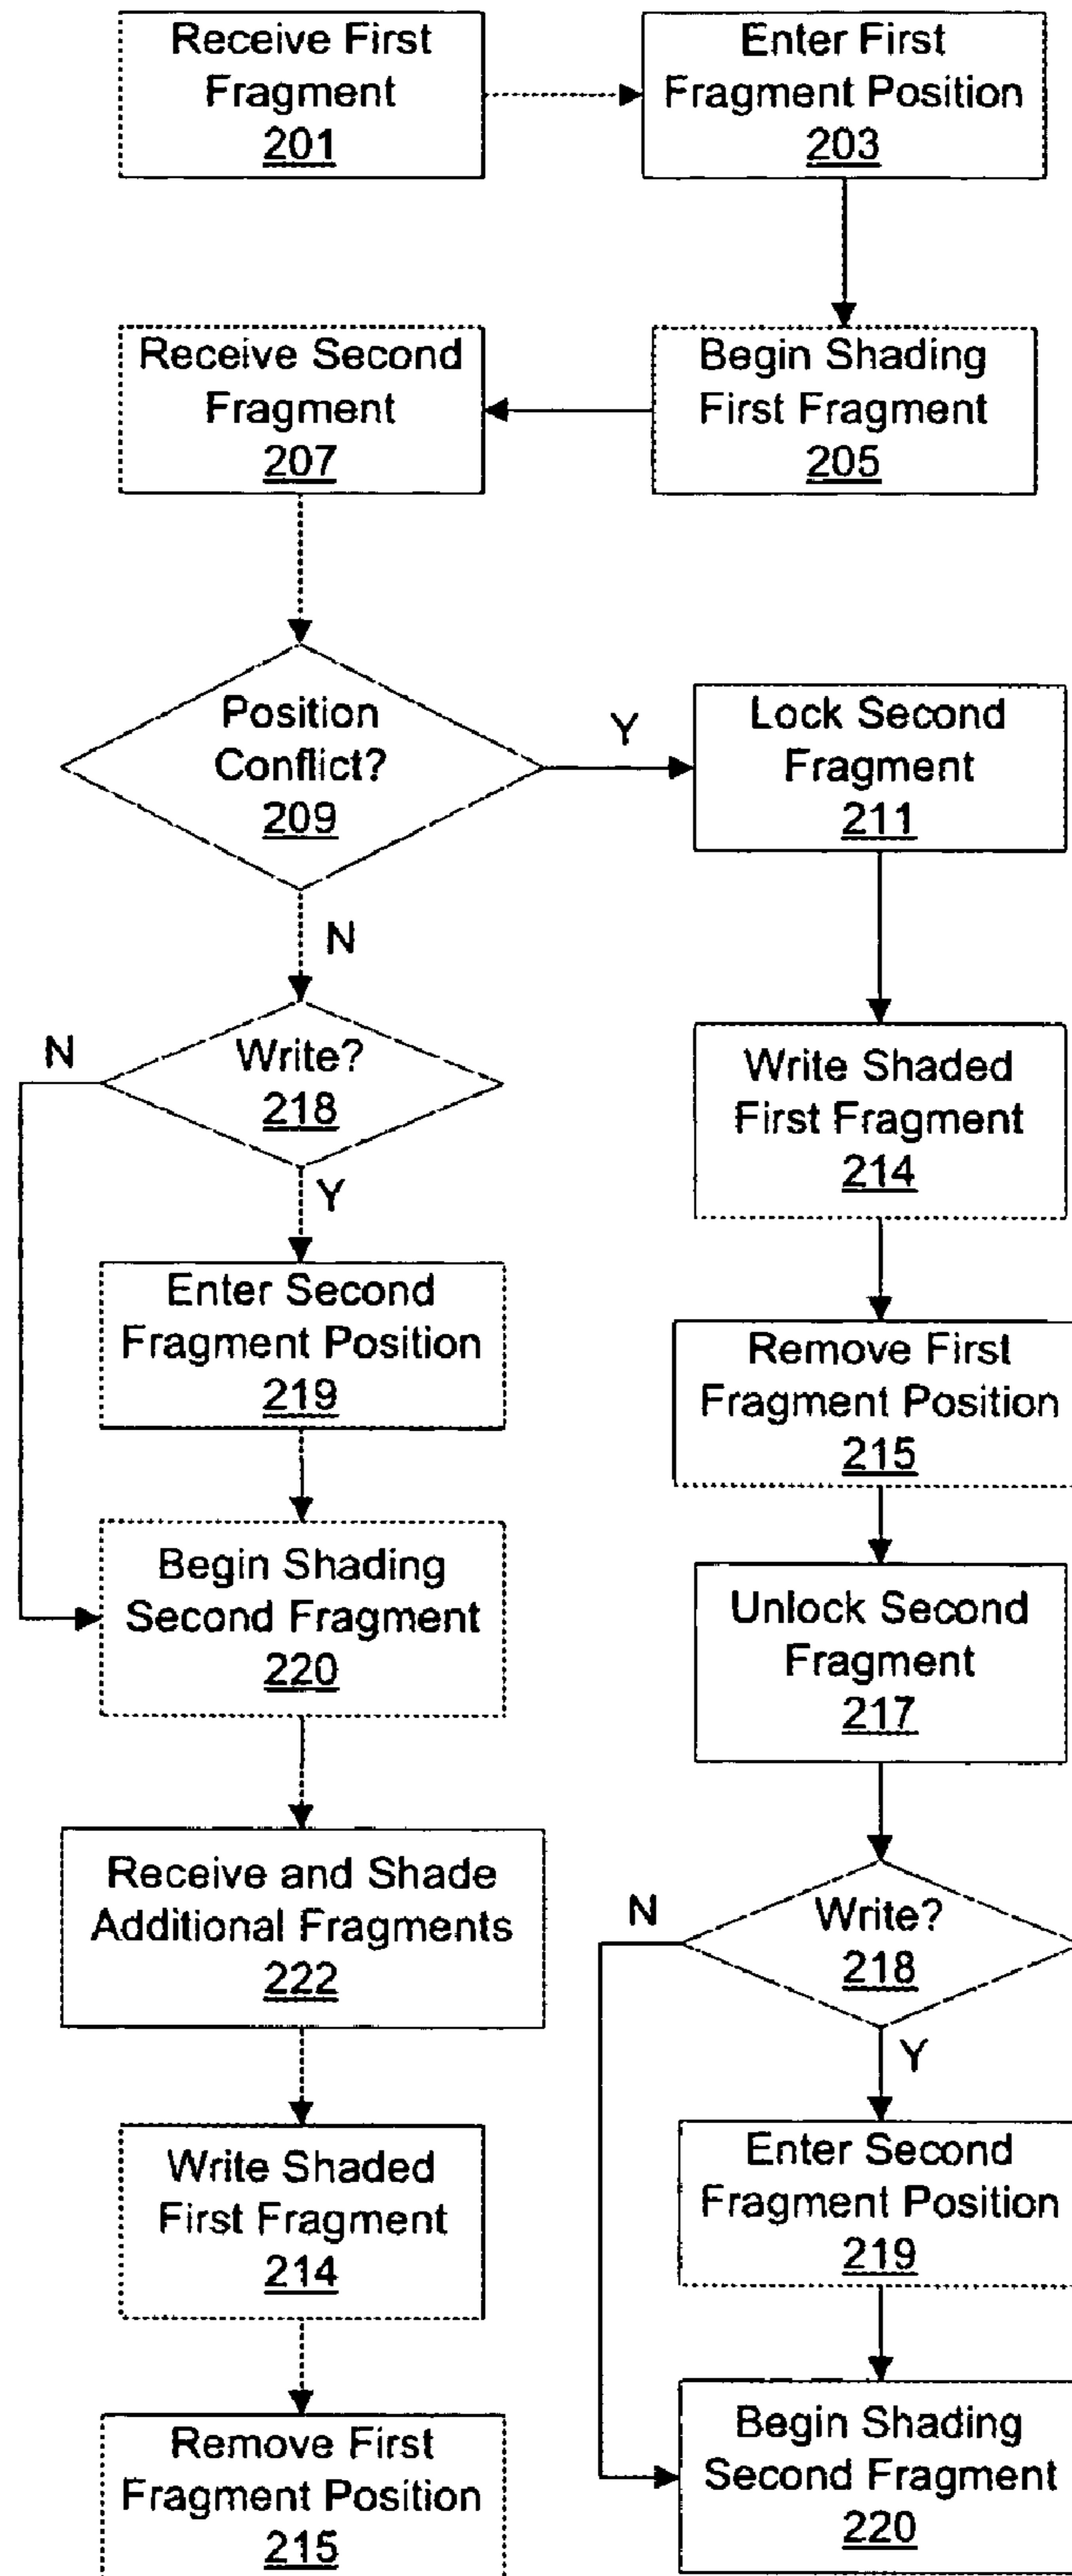 Receive First
Fragment
201
Enter First
Fragment Position
203
Receive Second
Fragment
207
Begin Shading
First Fragment
205
Position
Conflict?
209
Y
Lock Second
Fragment
211
N
Write?
218
N
Y
Write Shaded
First Fragment
214
Enter Second
Fragment Position
219
Remove First
Fragment Position
215
Begin Shading
Second Fragment
220
Unlock Second
Fragment
217
Receive and Shade
Additional Fragments
222
N
Write?
218
Y
Write Shaded
First Fragment
214
Enter Second
Fragment Position
219
Remove First
Fragment Position
215
Begin Shading
Second Fragment
220